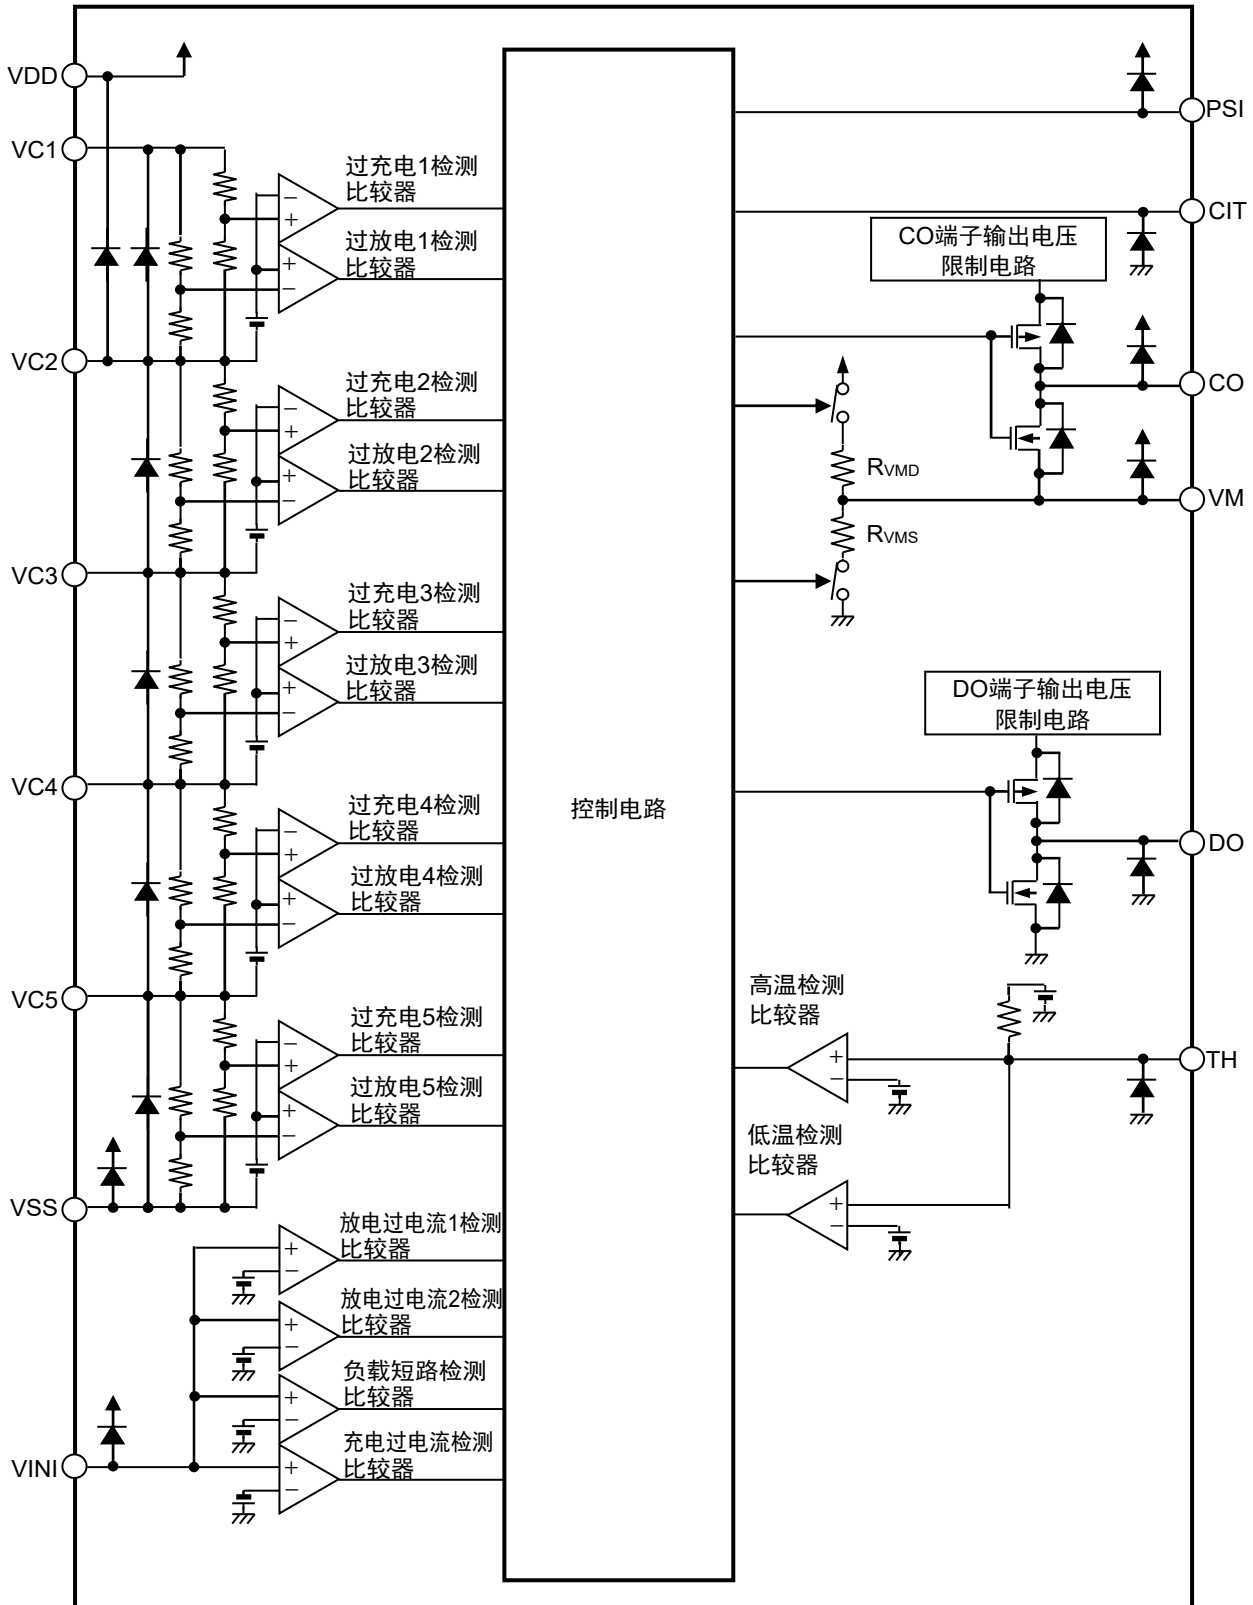 VDD
VC1
VC2
VC3
VC4
VC5
VSS
VINI
过充电1检测
比较器
过放电1检测
比较器
过充电2检测
比较器
过放电2检测
比较器
过充电3检测
比较器
过放电3检测
比较器
过充电4检测
比较器
过放电4检测
比较器
过充电5检测
比较器
过放电5检测
比较器
放电过电流1检测
比较器
放电过电流2检测
比较器
负载短路检测
比较器
充电过电流检测
比较器
控制电路
CO端子输出电压
限制电路
RVMD
RVMS
DO端子输出电压
限制电路
高温检测
比较器
低温检测
比较器
PSI
CIT
CO
VM
DO
TH